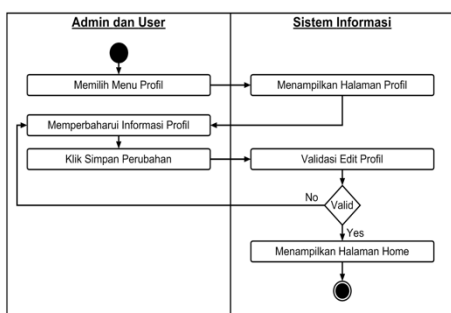 Admin dan User
Sistem Informasi
Memilih Menu Profil
Menampilkan Halaman Profil
Memperbaharui Informasi Profil
Klik Simpan Perubahan
Validasi Edit Profil
No
Valid
Yes
Menampilkan Halaman Home